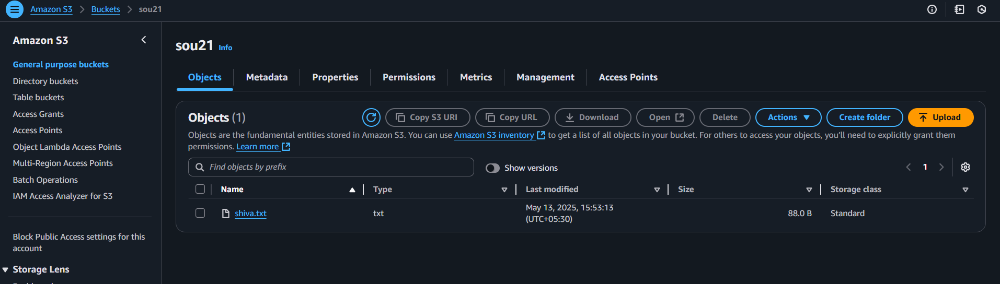 Amazon S3 > Buckets > sou21
Amazon S3
General purpose buckets
Directory buckets
Table buckets
Access Grants
Access Points
Object Lambda Access Points
Multi-Region Access Points
Batch Operations
IAM Access Analyzer for S3
Block Public Access settings for this
account
Storage Lens
sou21 Info
Objects Metadata Properties Permissions Metrics Management Access Points
Objects (1) Copy S3 URI Copy URL Download Open Delete Actions Create folder Upload
Objects are the fundamental entities stored in Amazon S3. You can use Amazon S3 inventory to get a list of all objects in your bucket. For others to access your objects, you'll need to explicitly grant them
permissions. Learn more
Find objects by prefix Show versions 1
Name Type Last modified Size Storage class
shiva.txt txt May 13, 2025, 15:53:13 88.0 B Standard
(UTC+05:30)